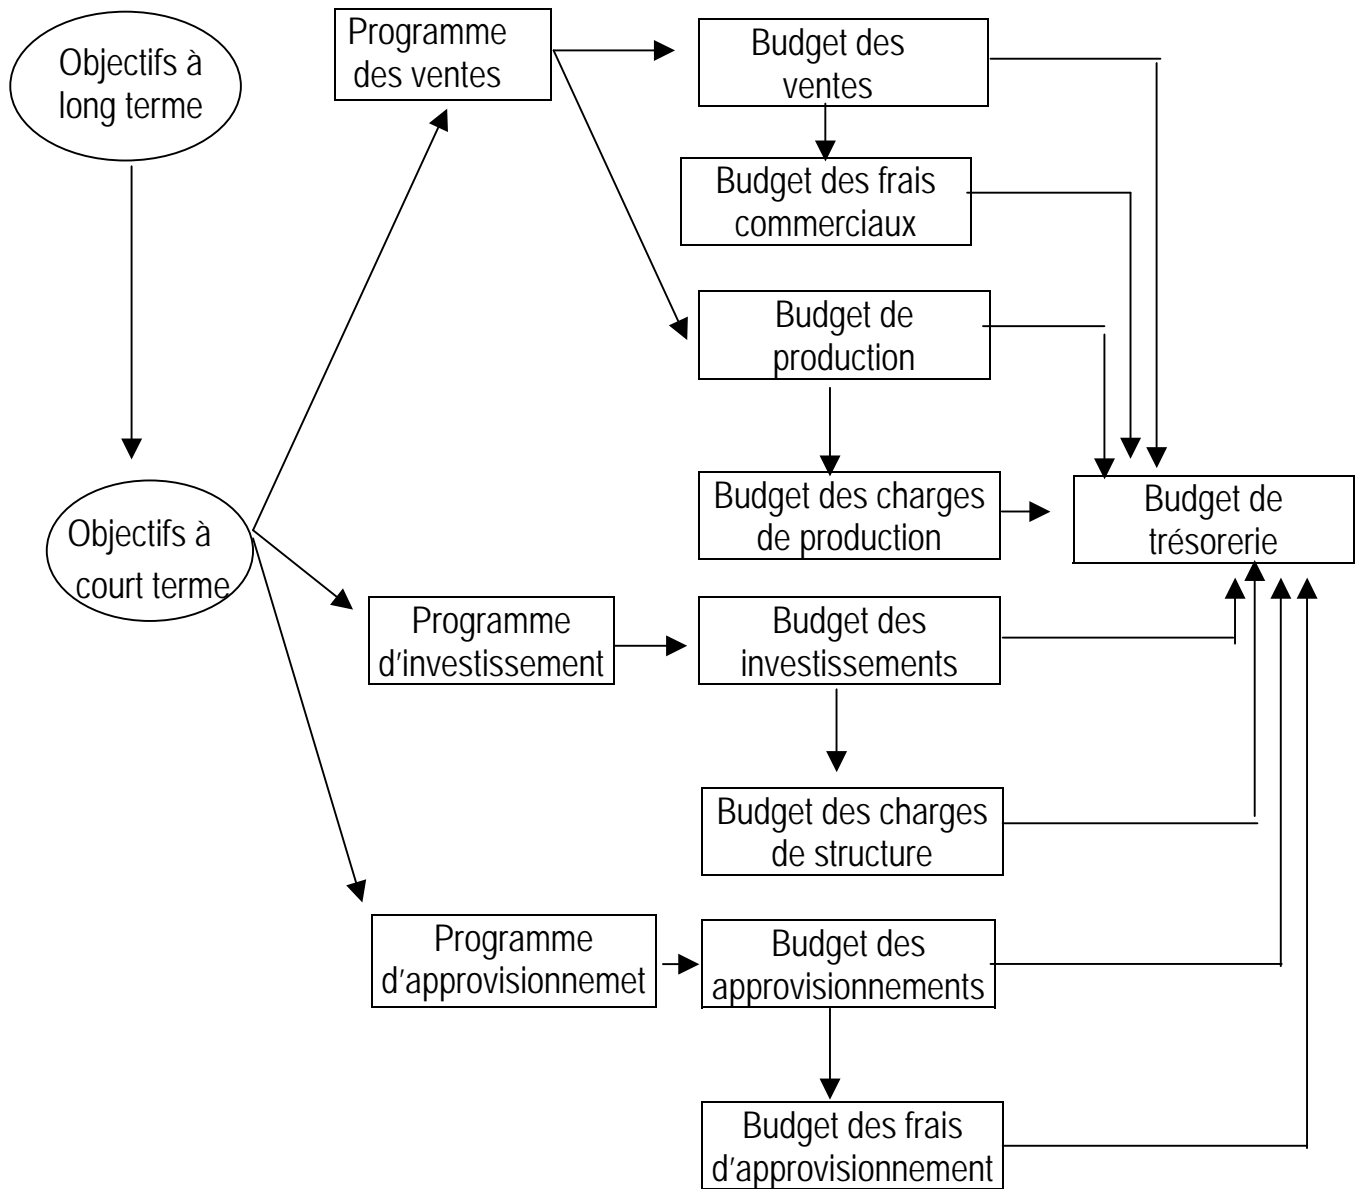 Objectifs à
long terme
Programme
des ventes
Budget des
ventes
Budget des frais
commerciaux
Budget de
production
Budget des charges
de production
Budget de
trésorerie
Objectifs à
court terme
Programme
d'investissement
Budget des
investissements
Budget des charges
de structure
Programme
d'approvisionnemet
Budget des
approvisionnements
Budget des frais
d'approvisionnement